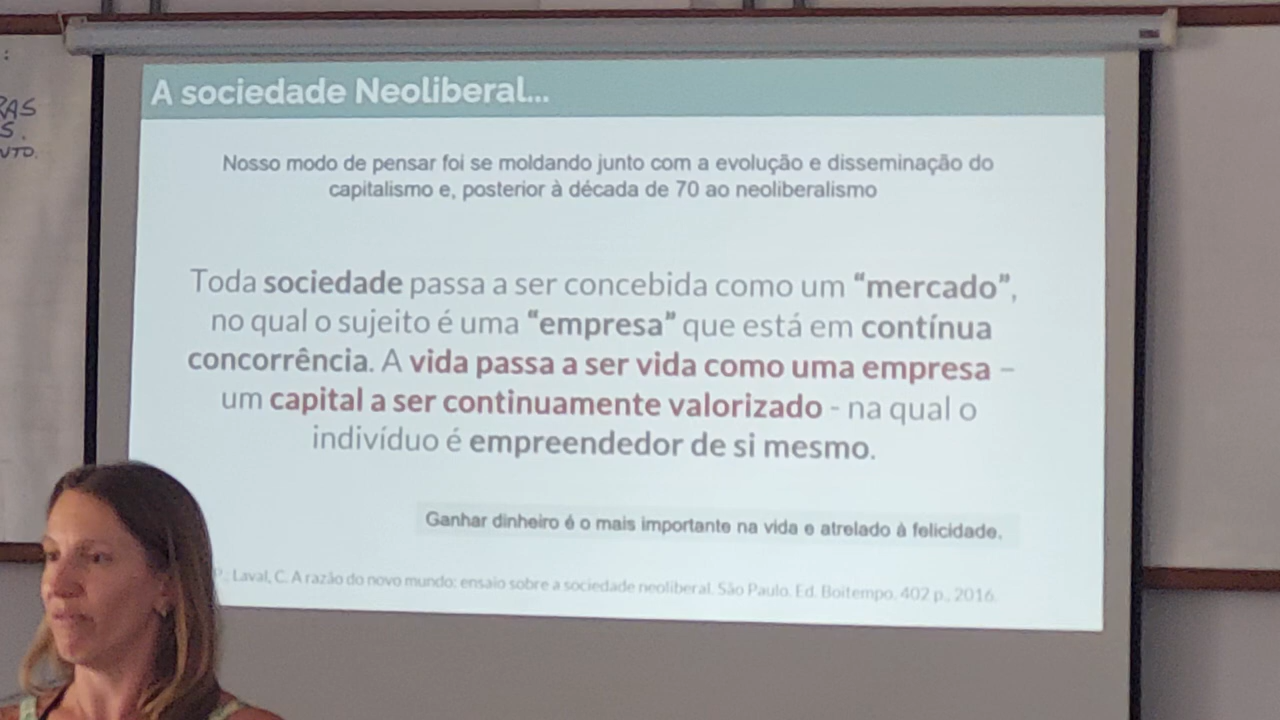 :
RAS
S.
NTO.
A sociedade Neoliberal...
Nosso modo de pensar foi se moldando junto com a evolução e disseminação do
capitalismo e, posterior à década de 70 ao neoliberalismo
Toda sociedade passa a ser concebida como um “mercado”,
no qual o sujeito é uma “empresa” que está em contínua
concorrência. A vida passa a ser vida como uma empresa –
um capital a ser continuamente valorizado - na qual o
indivíduo é empreendedor de si mesmo.
Ganhar dinheiro é o mais importante na vida e atrelado à felicidade.
P.; Laval, C. A razão do novo mundo: ensaio sobre a sociedade neoliberal. São Paulo. Ed. Boitempo, 402 p., 2016.